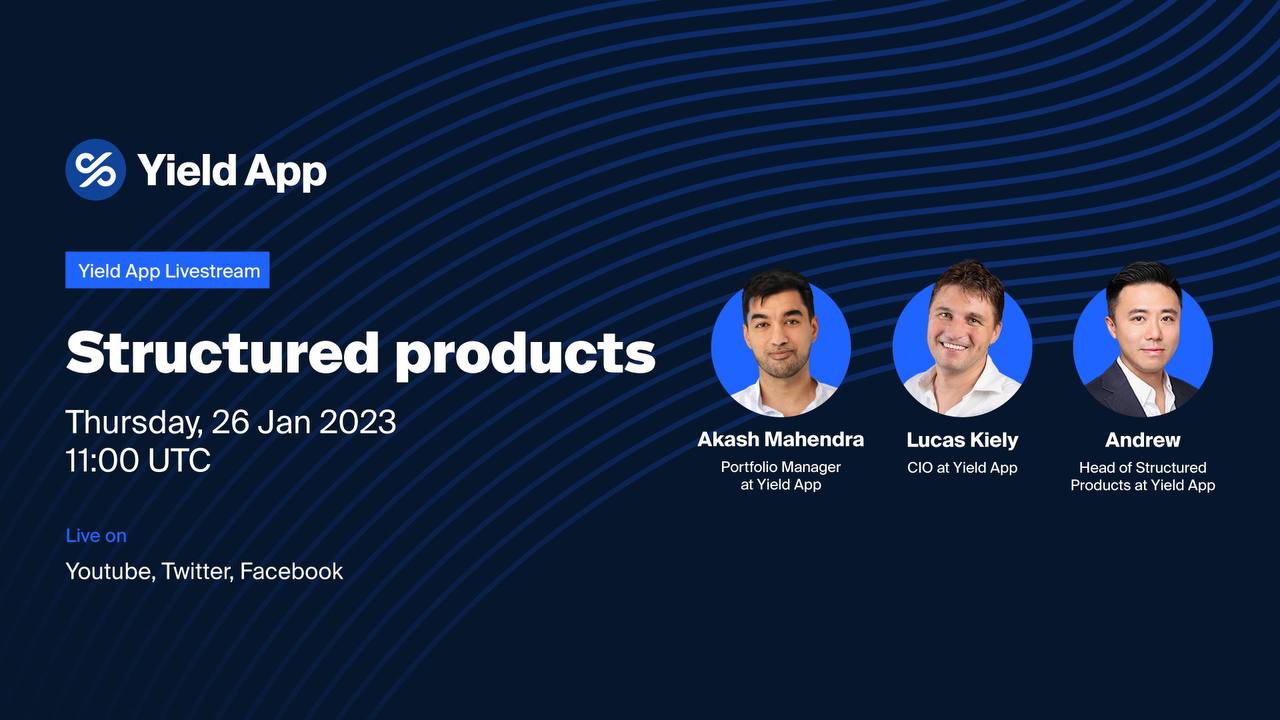 Yield App
Yield App Livestream
Structured products
Thursday, 26 Jan 2023
11:00 UTC
Live on
Youtube, Twitter, Facebook
Akash Mahendra
Portfolio Manager
at Yield App
Lucas Kiely
CIO at Yield App
Andrew
Head of Structured
Products at Yield App